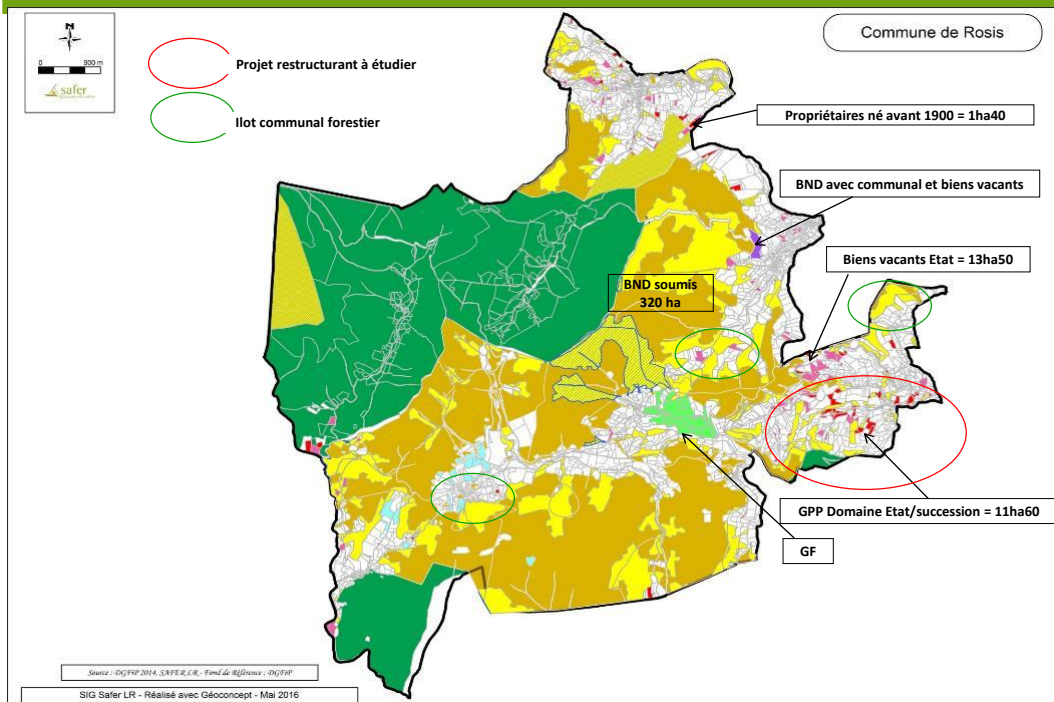 N
0 900 m
safer
Projet restructurant à étudier
Ilot communal forestier
Commune de Rosis
Propriétaires né avant 1900 = 1ha40
BND avec communal et biens vacants
Biens vacants Etat = 13ha50
BND soumis
320 ha
GPP Domaine Etat/succession = 11ha60
GF
Source : DGFiP 2014, SAFER LR - Fond de Référence : DGFiP
SIG Safer LR - Réalisé avec Géoconcept - Mai 2016